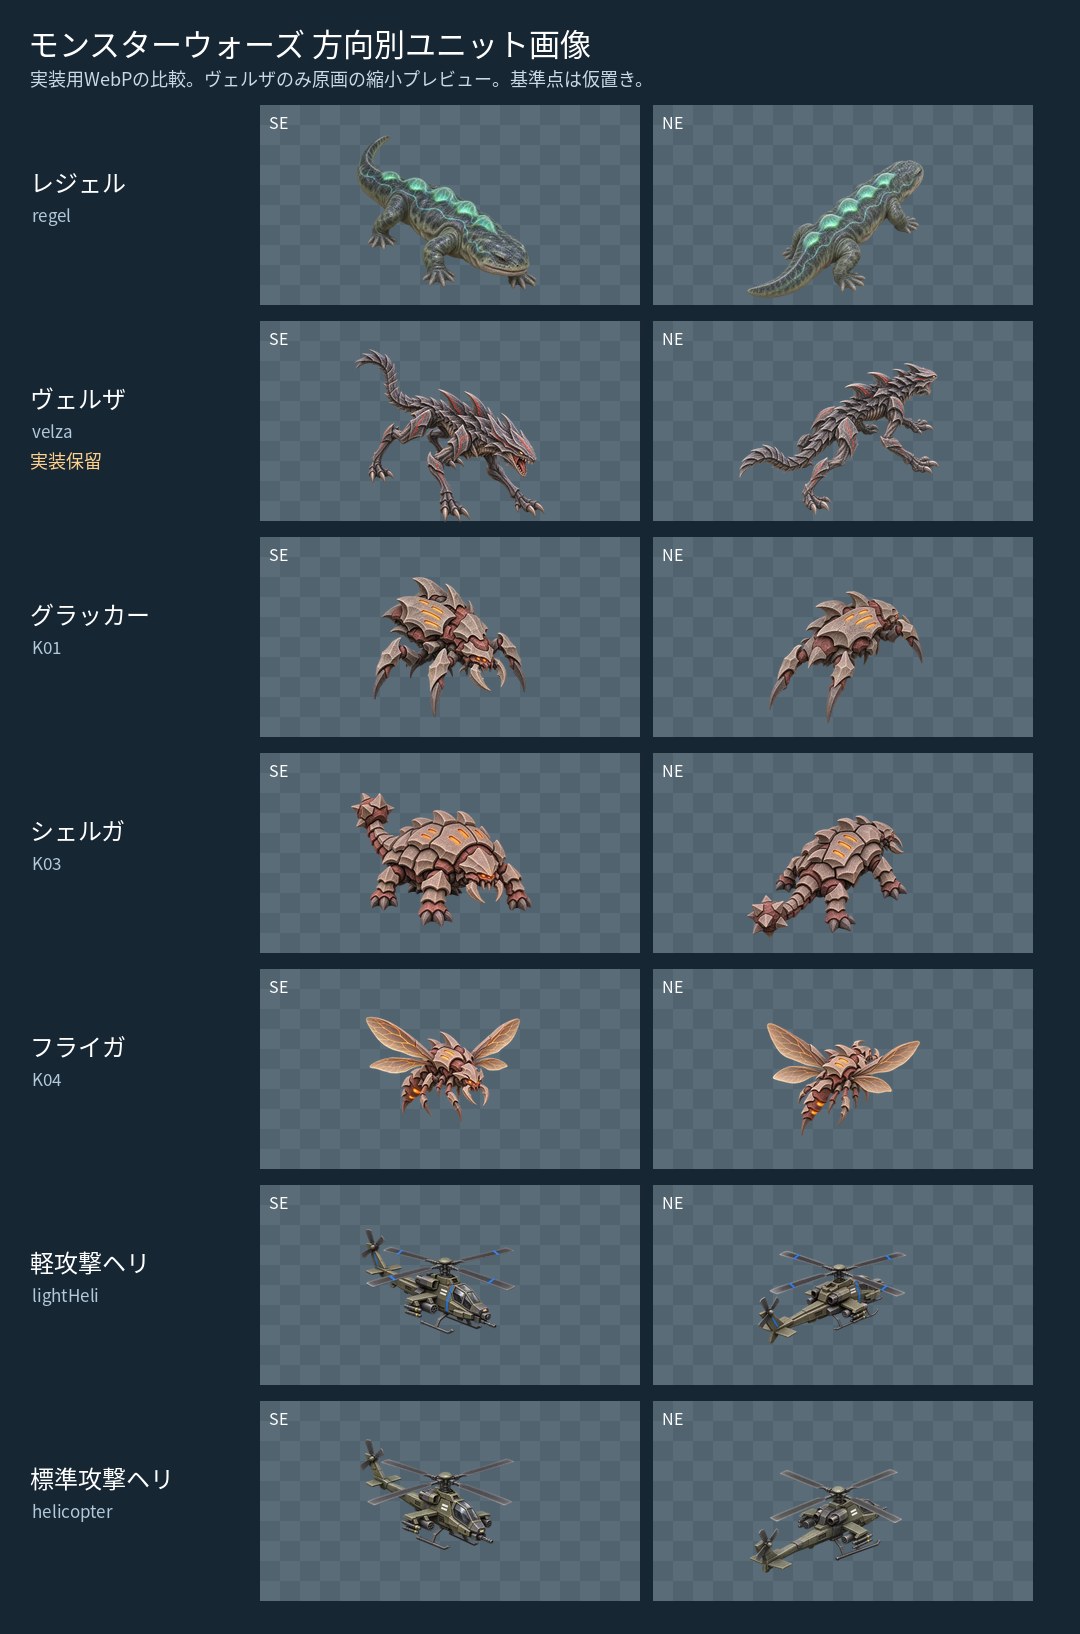 モンスターウォーズ 方向別ユニット画像
実装用WebPの比較。ヴェルザのみ原画の縮小プレビュー。基準点は仮置き。
SE
NE
レジェル
regel
SE
NE
ヴェルザ
velza
実装保留
SE
NE
グラッカー
K01
SE
NE
シェルガ
K03
SE
NE
フライガ
K04
SE
NE
軽攻撃ヘリ
lightHeli
SE
NE
標準攻撃ヘリ
helicopter